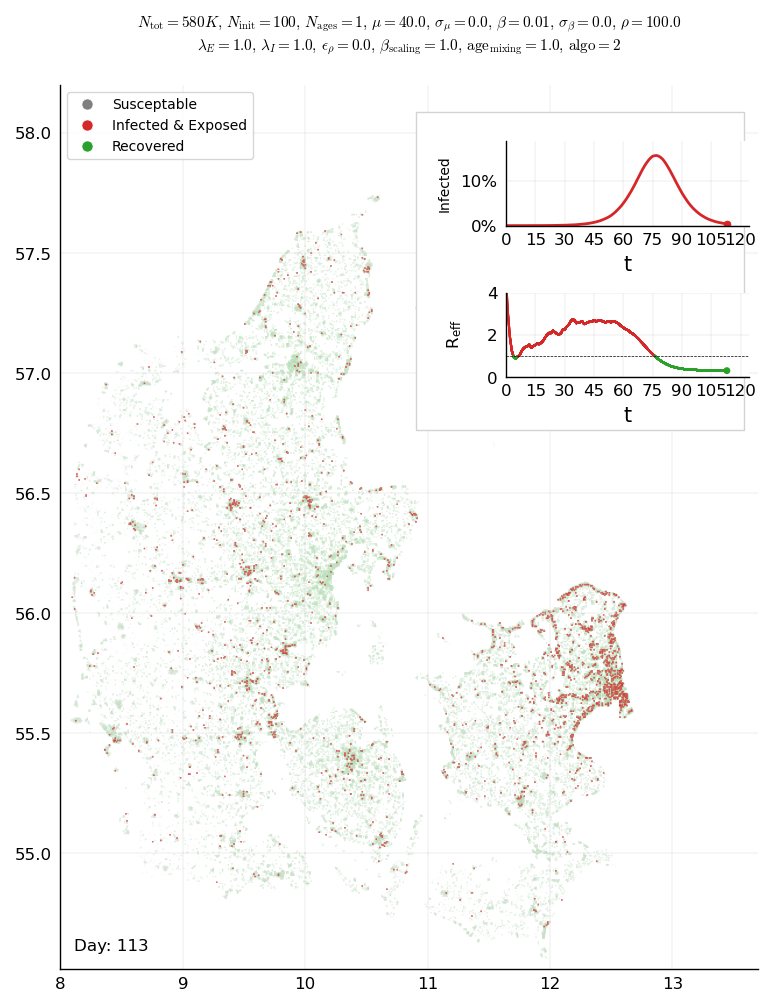 N_tot = 580K, N_init = 100, N_ages = 1, μ = 40.0, σ_μ = 0.0, β = 0.01, σ_β = 0.0, ρ = 100.0
λ_E = 1.0, λ_I = 1.0, ϵ_ρ = 0.0, β_scaling = 1.0, age_mixing = 1.0, algo = 2
Susceptable
Infected & Exposed
Recovered
Infected
10%
0%
0 15 30 45 60 75 90 105 120
t
R_eff
4
2
0
0 15 30 45 60 75 90 105 120
t
58.0
57.5
57.0
56.5
56.0
55.5
55.0
Day: 113
8 9 10 11 12 13